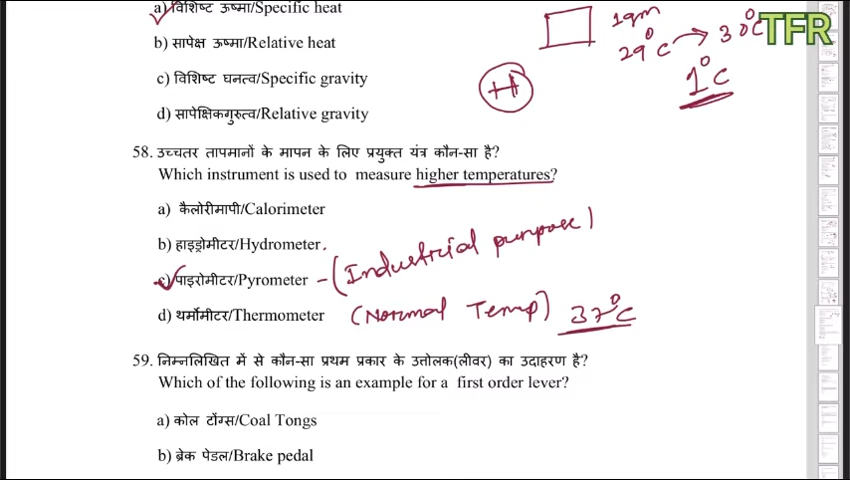 a) विशिष्ट ऊष्मा/Specific heat
b) सापेक्ष ऊष्मा/Relative heat
c) विशिष्ट घनत्व/Specific gravity
d) सापेक्षिकगुरुत्व/Relative gravity
1gm
29°C → 30°C
1°C
H
TFR
58. उच्चतर तापमानों के मापन के लिए प्रयुक्त यंत्र कौन-सा है?
Which instrument is used to measure higher temperatures?
a) कैलोरीमापी/Calorimeter
b) हाइड्रोमीटर/Hydrometer.
c) पाइरोमीटर/Pyrometer - (Industrial purpose)
d) थर्मोमीटर/Thermometer (Normal Temp) 37°C
59. निम्नलिखित में से कौन-सा प्रथम प्रकार के उत्तोलक(लीवर) का उदाहरण है?
Which of the following is an example for a first order lever?
a) कोल टोंग्स/Coal Tongs
b) ब्रेक पेडल/Brake pedal